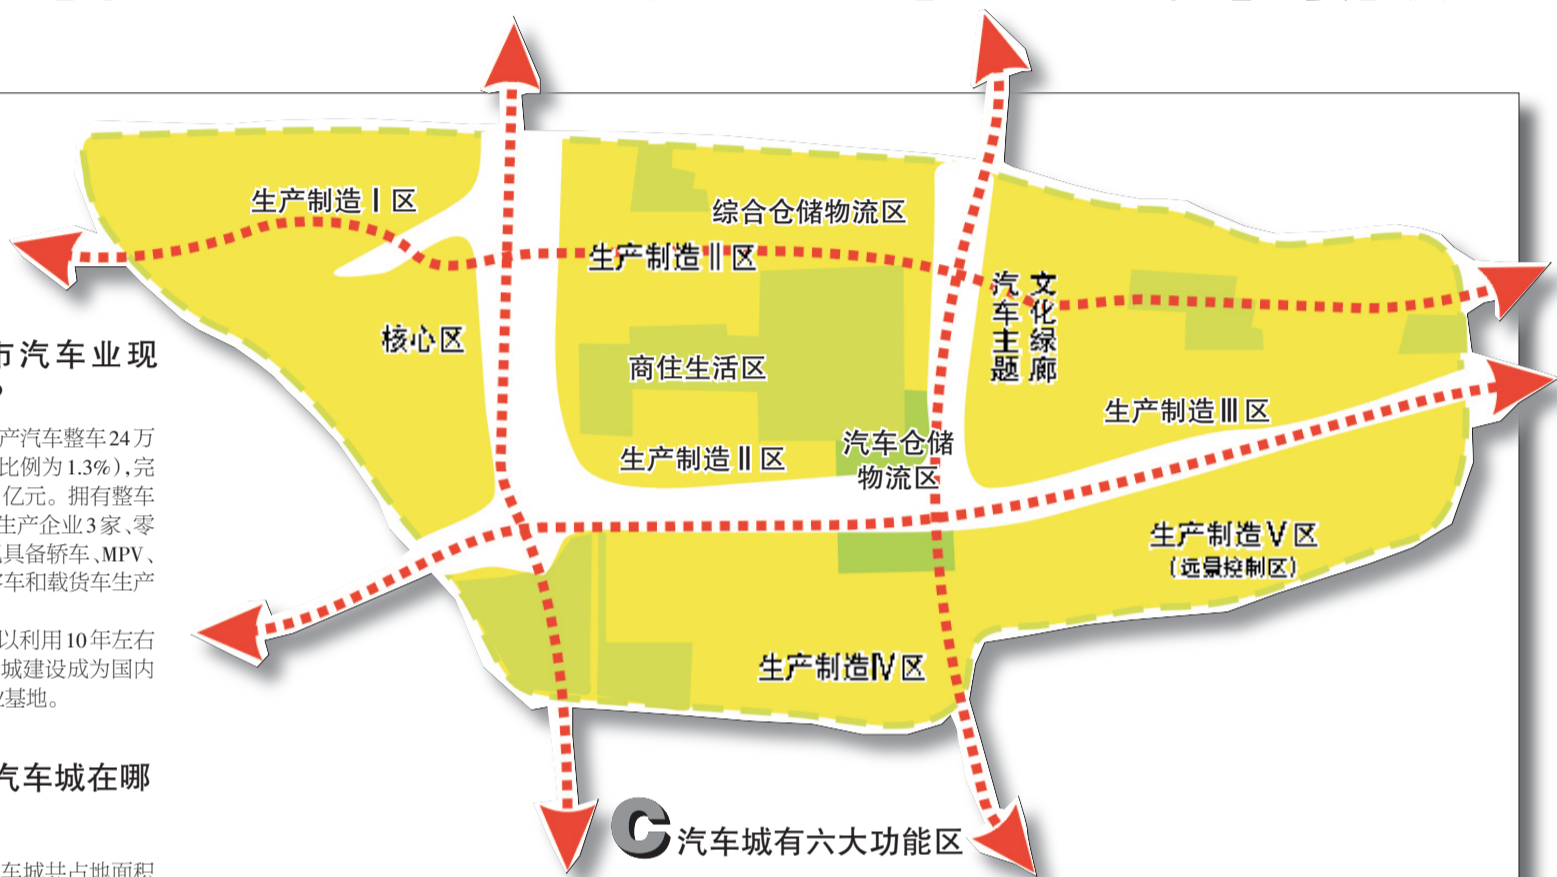 生产制造Ⅰ区
综合仓储物流区
生产制造Ⅱ区
汽车主题
文化绿廊
核心区
商住生活区
生产制造Ⅲ区
汽车仓储
物流区
生产制造Ⅱ区
生产制造Ⅴ区
(远景控制区)
生产制造Ⅳ区
C 汽车城有六大功能区
市汽车业现
产汽车整车24万
比例为1.3%),完
亿元。拥有整车
生产企业3家、零
具备轿车、MPV、
客车和载货车生产
以利用10年左右
城建设成为国内
业基地。
汽车城在哪
车城共占地面积